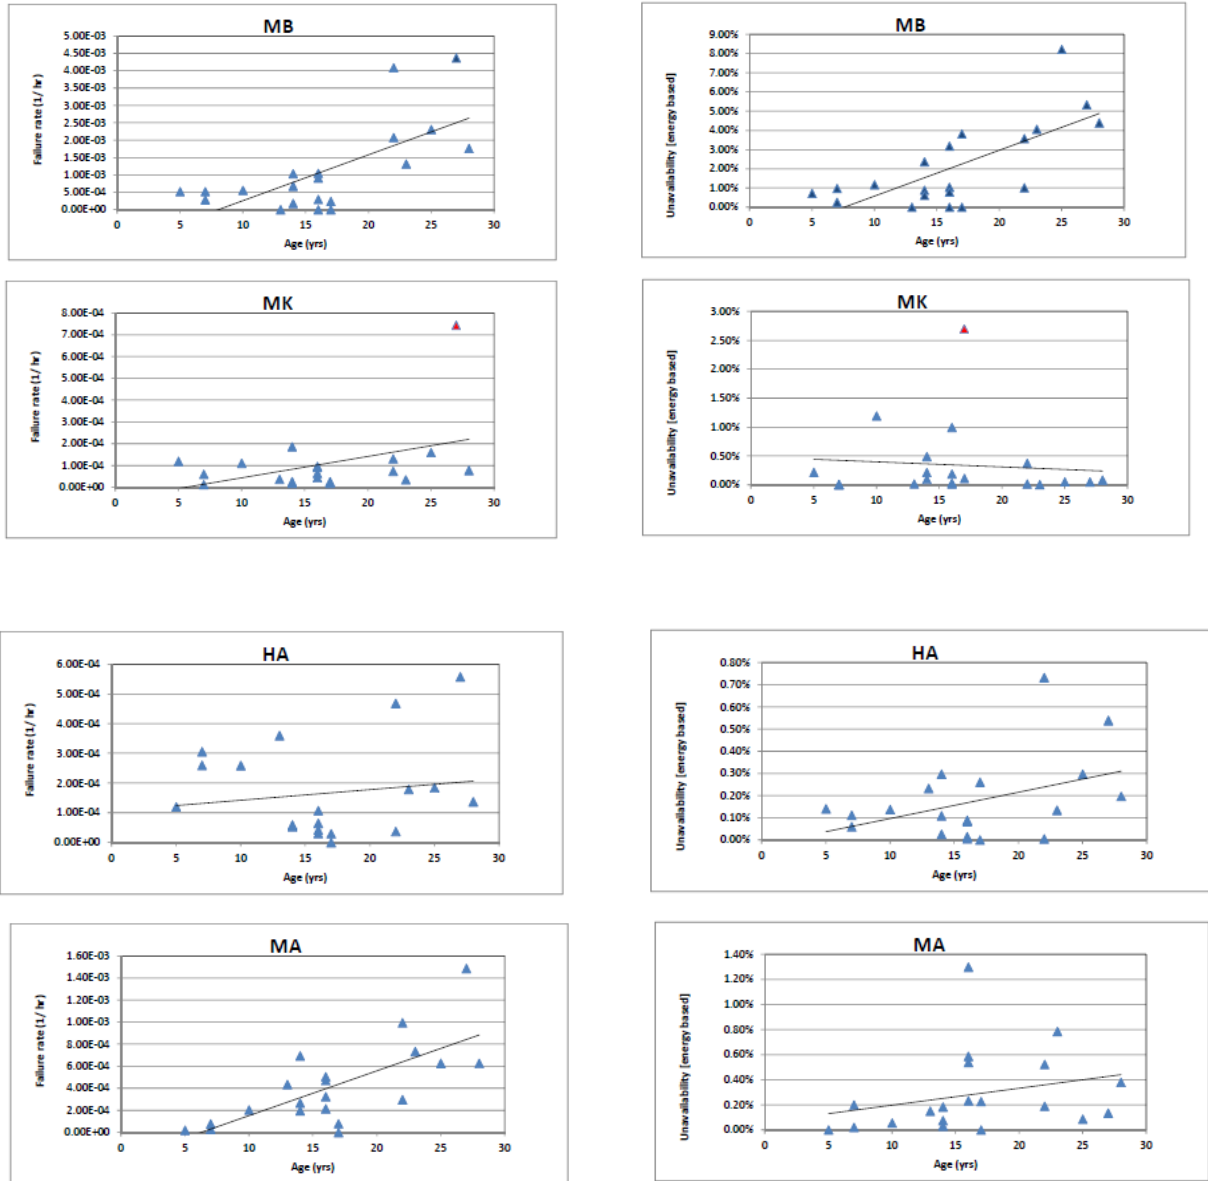 MB
5.00E-03
4.50E-03
4.00E-03
3.50E-03
3.00E-03
2.50E-03
2.00E-03
1.50E-03
1.00E-03
5.00E-04
0.00E+00
Failure rate (1/ hr)
0 5 10 15 20 25 30
Age (yrs)
MB
9.00%
8.00%
7.00%
6.00%
5.00%
4.00%
3.00%
2.00%
1.00%
0.00%
Unavailability [energy based]
0 5 10 15 20 25 30
Age (yrs)
MK
8.00E-04
7.00E-04
6.00E-04
5.00E-04
4.00E-04
3.00E-04
2.00E-04
1.00E-04
0.00E+00
Failure rate (1/ hr)
0 5 10 15 20 25 30
Age (yrs)
MK
3.00%
2.50%
2.00%
1.50%
1.00%
0.50%
0.00%
Unavailability [energy based]
0 5 10 15 20 25 30
Age (yrs)
HA
6.00E-04
5.00E-04
4.00E-04
3.00E-04
2.00E-04
1.00E-04
0.00E+00
Failure rate (1/ hr)
0 5 10 15 20 25 30
Age (yrs)
HA
0.80%
0.70%
0.60%
0.50%
0.40%
0.30%
0.20%
0.10%
0.00%
Unavailability [energy based]
0 5 10 15 20 25 30
Age (yrs)
MA
1.60E-03
1.40E-03
1.20E-03
1.00E-03
8.00E-04
6.00E-04
4.00E-04
2.00E-04
0.00E+00
Failure rate (1/ hr)
0 5 10 15 20 25 30
Age (yrs)
MA
1.40%
1.20%
1.00%
0.80%
0.60%
0.40%
0.20%
0.00%
Unavailability [energy based]
0 5 10 15 20 25 30
Age (yrs)